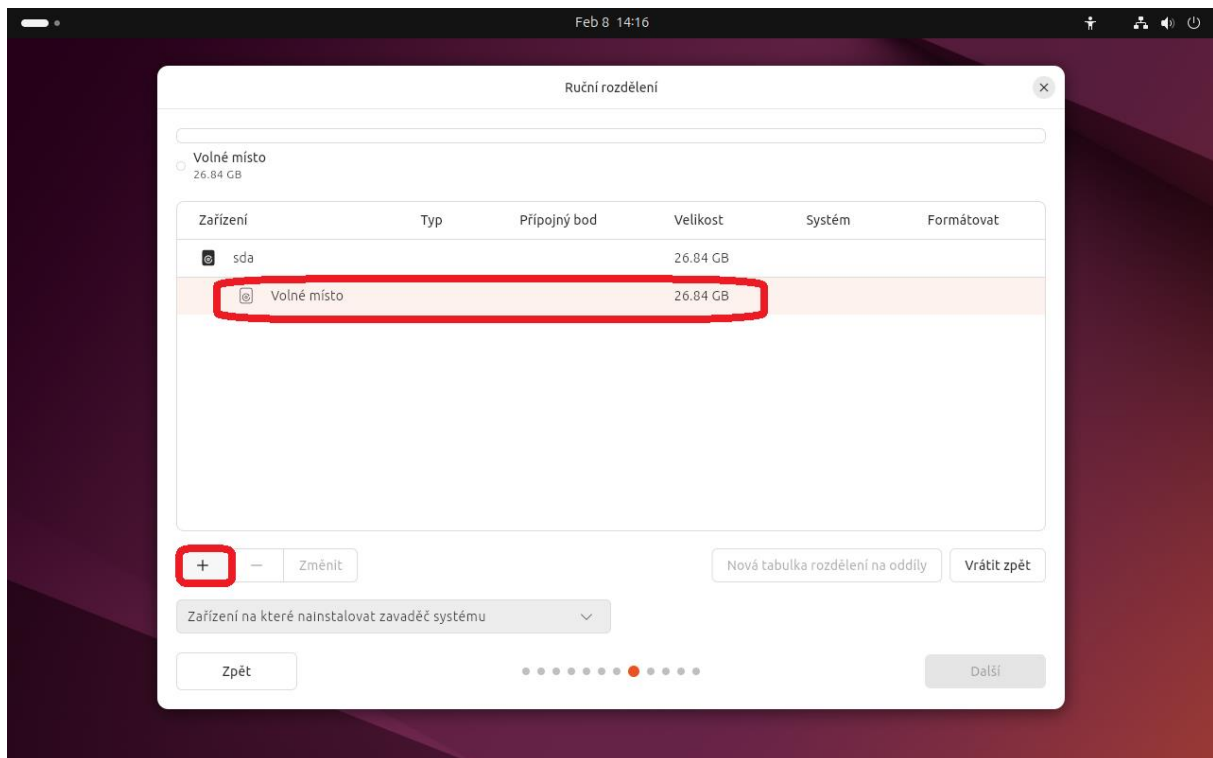 Feb 8 14:16
Ruční rozdělení
Volné místo
26.84 GB
Zařízení Typ Přípojný bod Velikost Systém Formátovat
sda 26.84 GB
Volné místo 26.84 GB
+ − Změnit Nová tabulka rozdělení na oddíly Vrátit zpět
Zařízení na které nainstalovat zavaděč systému
Zpět Další